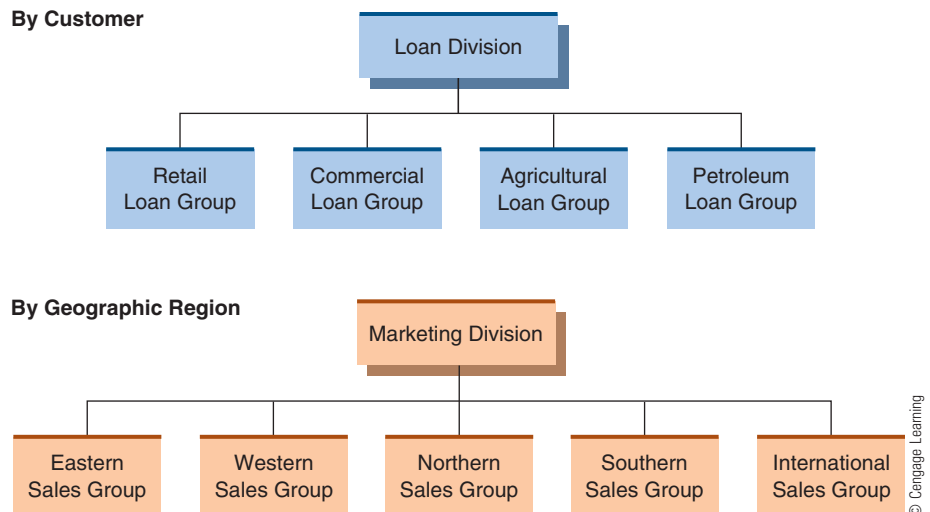 By Customer
Loan Division
Retail
Loan Group
Commercial
Loan Group
Agricultural
Loan Group
Petroleum
Loan Group
By Geographic Region
Marketing Division
Eastern
Sales Group
Western
Sales Group
Northern
Sales Group
Southern
Sales Group
International
Sales Group
© Cengage Learning